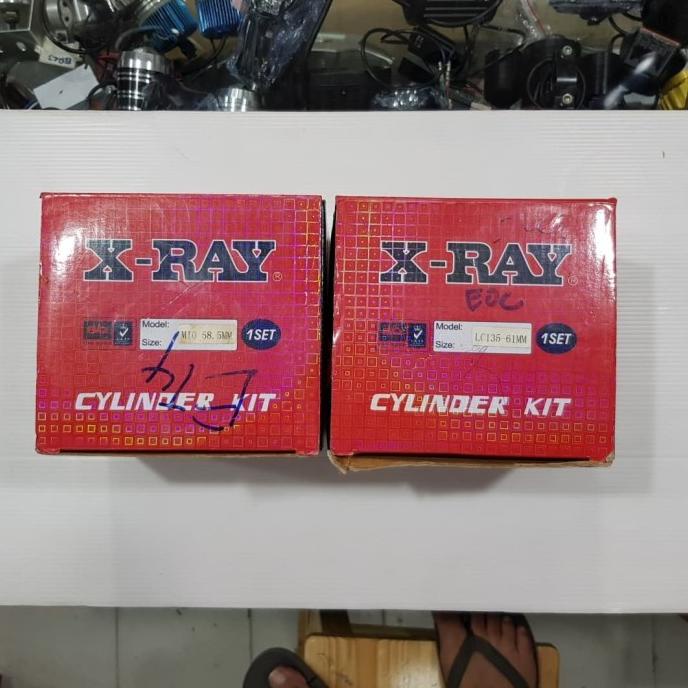 X-RAY®
Model: MIO 58.5MM
Size:
1SET
CYLINDER KIT
X-RAY®
EOC
Model: LC135-61MM
Size:
1SET
CYLINDER KIT